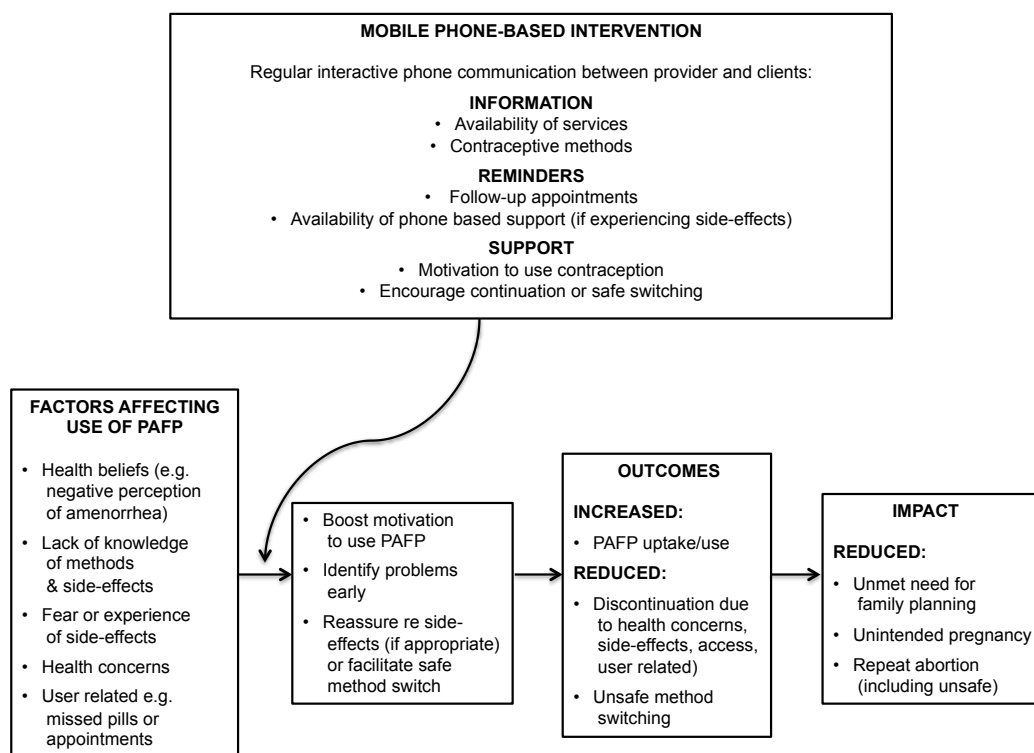 MOBILE PHONE-BASED INTERVENTION
Regular interactive phone communication between provider and clients:
INFORMATION
• Availability of services
• Contraceptive methods
REMINDERS
• Follow-up appointments
• Availability of phone based support (if experiencing side-effects)
SUPPORT
• Motivation to use contraception
• Encourage continuation or safe switching
FACTORS AFFECTING
USE OF PAFP
• Health beliefs (e.g.
negative perception
of amenorrhea)
• Lack of knowledge
of methods
& side-effects
• Fear or experience
of side-effects
• Health concerns
• User related e.g.
missed pills or
appointments
• Boost motivation
to use PAFP
• Identify problems
early
• Reassure re side-
effects (if appropriate)
or facilitate safe
method switch
OUTCOMES
INCREASED:
• PAFP uptake/use
REDUCED:
• Discontinuation due
to health concerns,
side-effects, access,
user related)
• Unsafe method
switching
IMPACT
REDUCED:
• Unmet need for
family planning
• Unintended pregnancy
• Repeat abortion
(including unsafe)